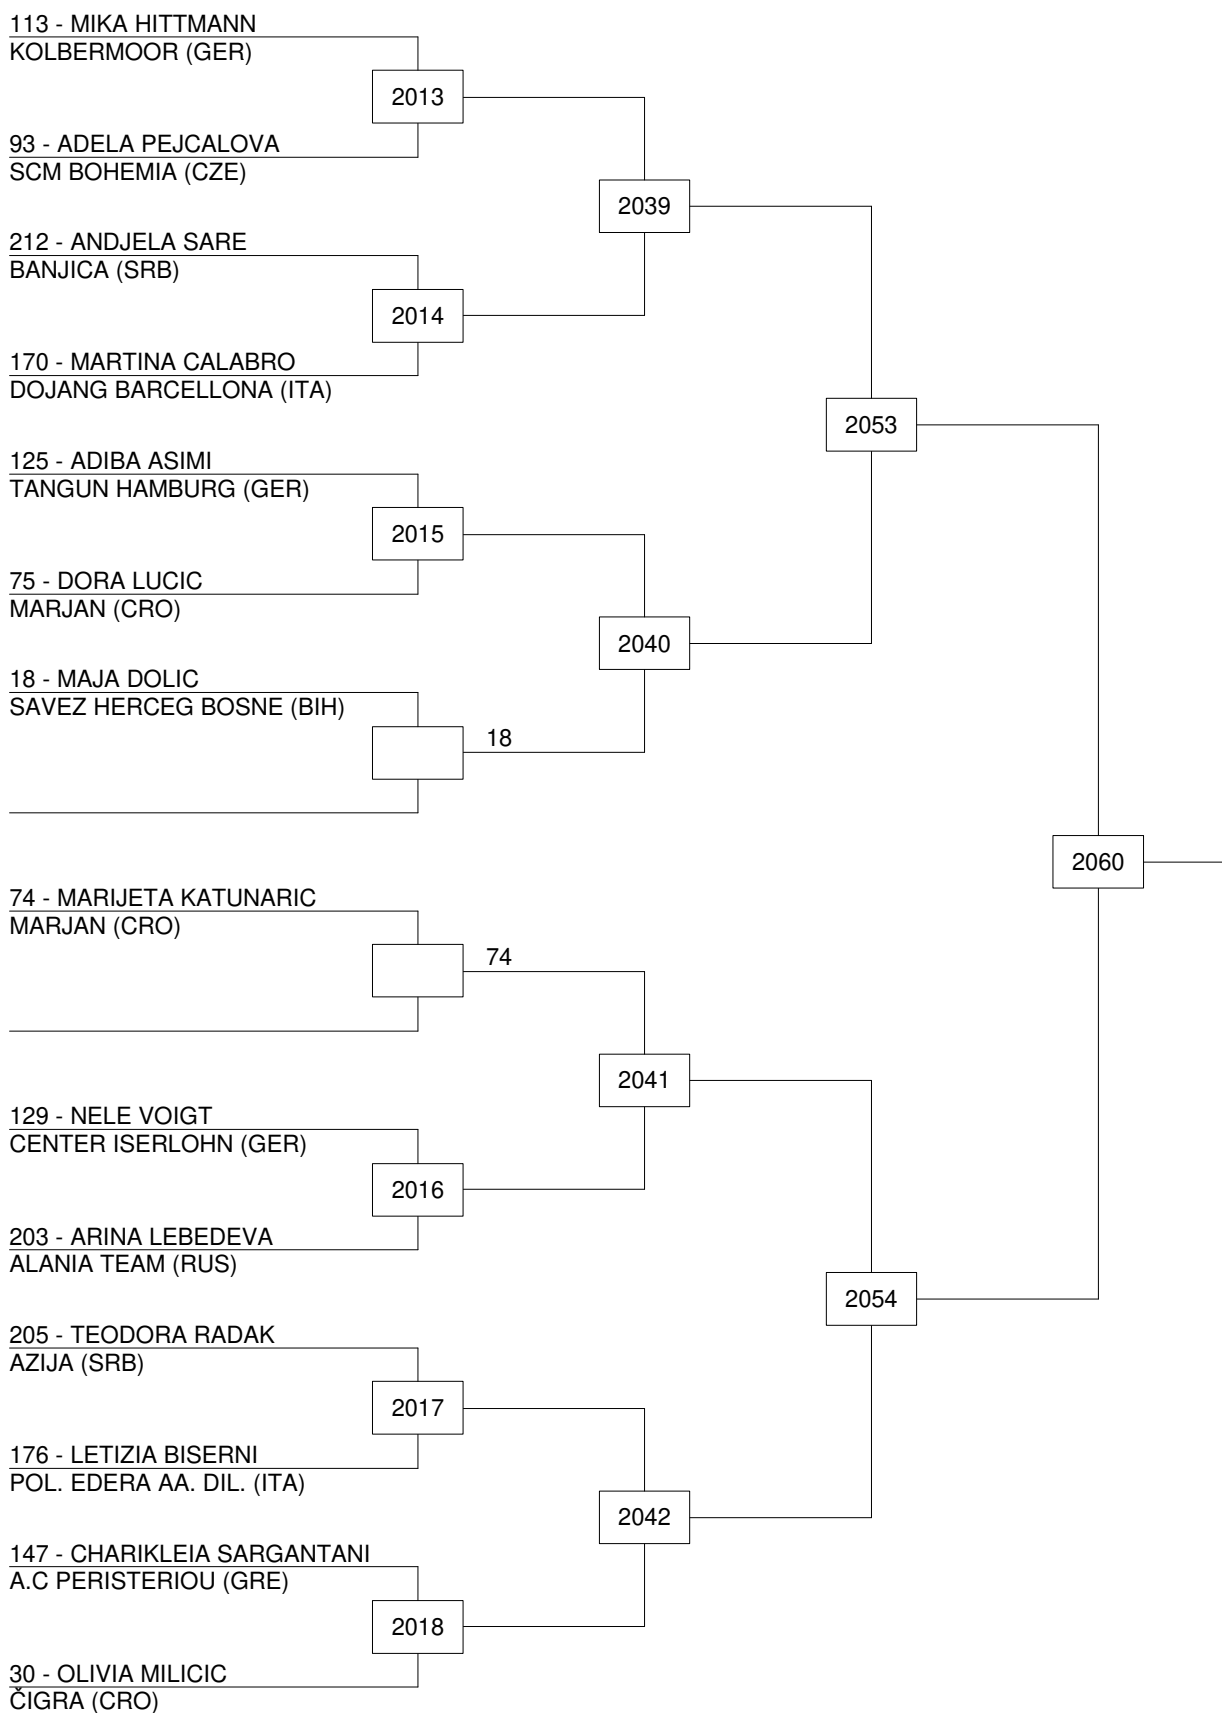 113 - MIKA HITTMANN
KOLBERMOOR (GER)
2013
93 - ADELA PEJCALOVA
SCM BOHEMIA (CZE)
2039
212 - ANDJELA SARE
BANJICA (SRB)
2014
170 - MARTINA CALABRO
DOJANG BARCELLONA (ITA)
2053
125 - ADIBA ASIMI
TANGUN HAMBURG (GER)
2015
75 - DORA LUCIC
MARJAN (CRO)
2040
18 - MAJA DOLIC
SAVEZ HERCEG BOSNE (BIH)
18
2060
74 - MARIJETA KATUNARIC
MARJAN (CRO)
74
2041
129 - NELE VOIGT
CENTER ISERLOHN (GER)
2016
203 - ARINA LEBEDEVA
ALANIA TEAM (RUS)
2054
205 - TEODORA RADAK
AZIJA (SRB)
2017
176 - LETIZIA BISERNI
POL. EDERA AA. DIL. (ITA)
2042
147 - CHARIKLEIA SARGANTANI
A.C PERISTERIOU (GRE)
2018
30 - OLIVIA MILICIC
ČIGRA (CRO)